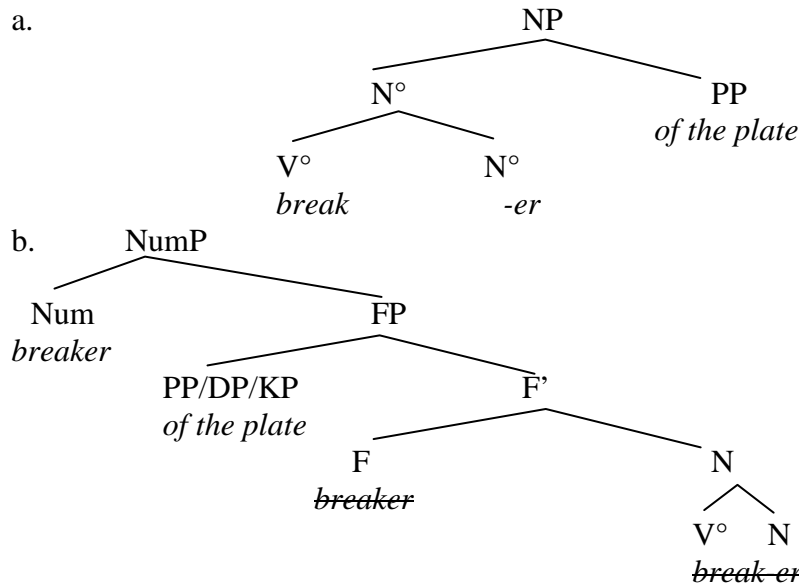 a. NP
N° PP
of the plate
V° N°
break -er
b. NumP
Num FP
breaker
PP/DP/KP F’
of the plate
F N
breaker
V° N
break-er